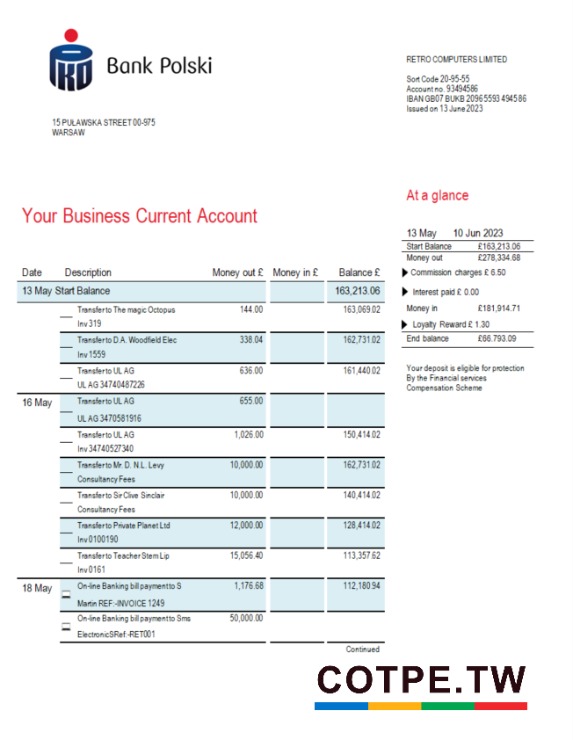 PKO
Bank Polski
RETRO COMPUTERS LIMITED
Sort Code 20-95-55
Account no. 93494586
IBAN GB07 BUKB 2096 5593 494586
Issued on 13 June 2023
15 PUŁAWSKA STREET 00-975
WARSAW
At a glance
Your Business Current Account
13 May 10 Jun 2023
Start Balance £163,213.06
Money out £278,334.68
Commission charges £ 6.50
Interest paid £ 0.00
Money in £181,914.71
Loyalty Reward £ 1.30
End balance £66.793.09
Your deposit is eligible for protection
By the Financial services
Compensation Scheme
Date Description Money out £ Money in £ Balance £
13 May Start Balance 163,213.06
Transfer to The magic Octopus 144.00 163,069.02
Inv 319
Transfer to D.A. Woodfield Elec 338.04 162,731.02
Inv 1559
Transfer to UL AG 636.00 161,440.02
UL AG 34740487226
16 May Transfer to UL AG 655.00
UL AG 3470581916
Transfer to UL AG 1,026.00 150,414.02
Inv 34740527340
Transfer to Mr. D. N.L. Levy 10,000.00 162,731.02
Consultancy Fees
Transfer to Sir Clive Sinclair 10,000.00 140,414.02
Consultancy Fees
Transfer to Private Planet Ltd 12,000.00 128,414.02
Inv 0100190
Transfer to Teacher Stem Lip 15,056.40 113,357.62
Inv 0161
18 May On-line Banking bill payment to S 1,176.68 112,180.94
Martin REF:-INVOICE 1249
On-line Banking bill payment to Sms 50,000.00
ElectronicSRef:-RET001
Continued
COTPE.TW